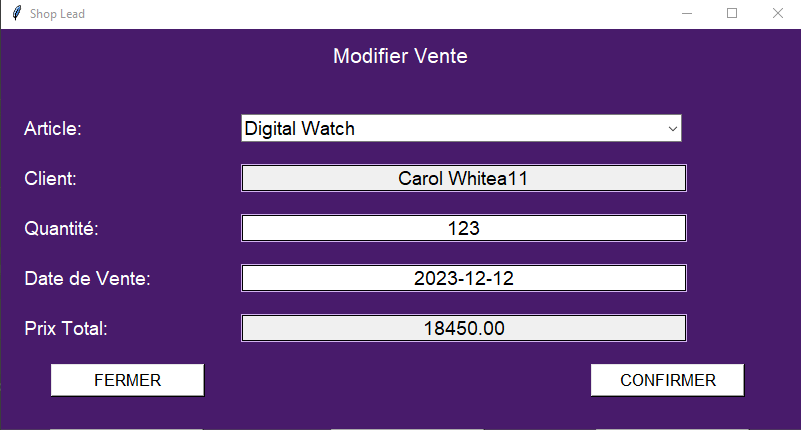 Shop Lead
Modifier Vente
Article: Digital Watch
Client: Carol Whitea11
Quantité: 123
Date de Vente: 2023-12-12
Prix Total: 18450.00
FERMER CONFIRMER